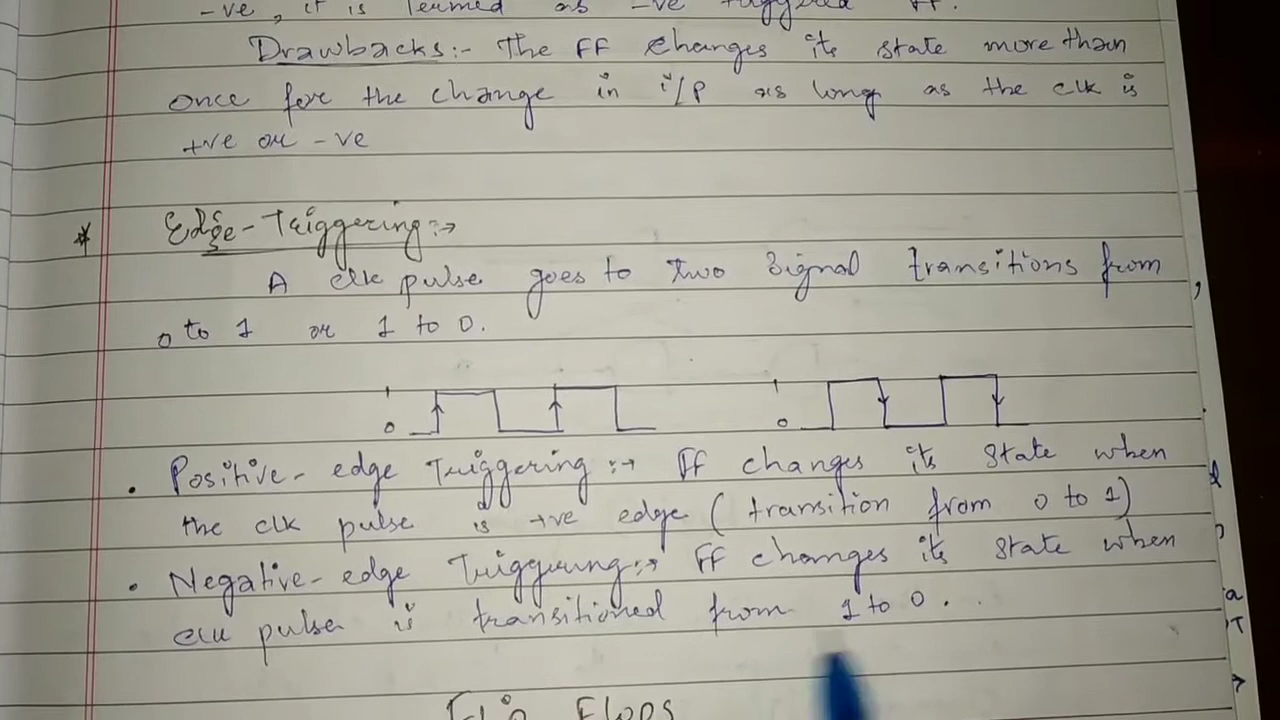 -ve, it is termed as -ve triggered FF.
Drawbacks:- The FF changes its state more than
once for the change in i/p as long as the clk is
+ve or -ve
* Edge-Triggering:→
A clk pulse goes to two signal transitions from
0 to 1 or 1 to 0.
0 0
• Positive-edge Triggering :→ FF changes its state when
the clk pulse is +ve edge (transition from 0 to 1)
• Negative-edge Triggering:→ FF changes its state when
clk pulse is transitioned from 1 to 0.
Flip Flops